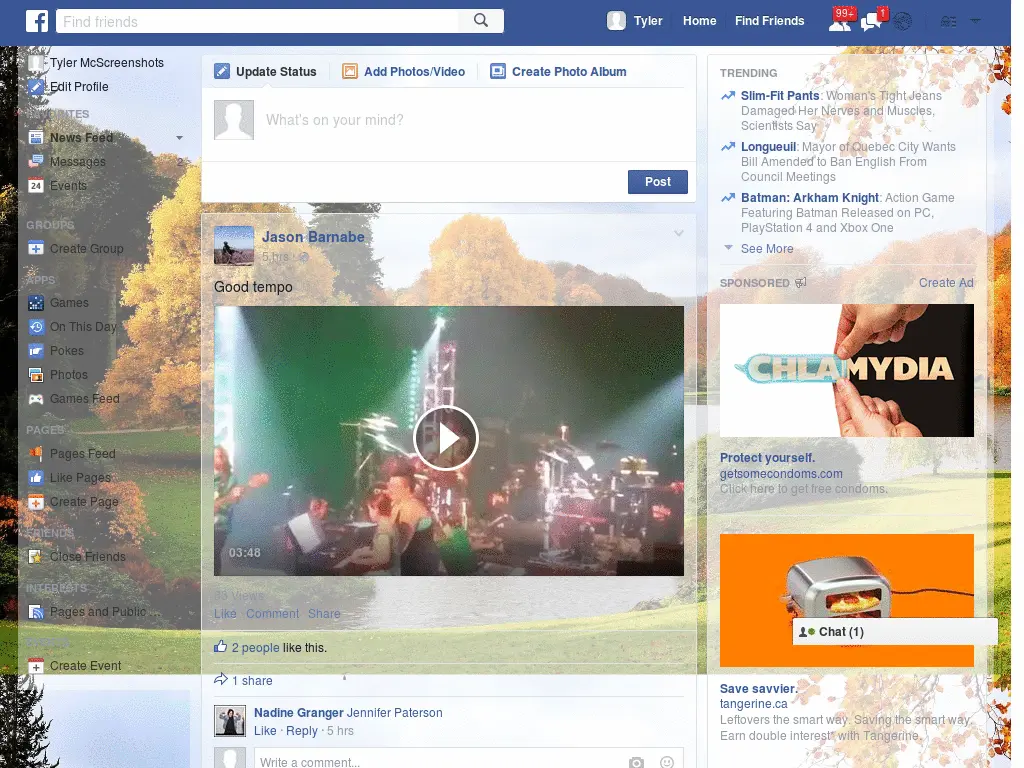 f
Find friends
Tyler
Home
Find Friends
99+
1
Tyler McScreenshots
Edit Profile
News Feed
Messages
2
24
Events
GROUPS
Create Group
APPS
Games
On This Day
Pokes
Photos
Games Feed
PAGES
Pages Feed
Like Pages
Create Page
FRIENDS
Close Friends
INTERESTS
Pages and Public ...
Create Event
Update Status
Add Photos/Video
Create Photo Album
What's on your mind?
Post
Jason Barnabe
5 hrs ·
Good tempo
03:48
33 Views
Like · Comment · Share
2 people like this.
1 share
Nadine Granger Jennifer Paterson
Like · Reply · 5 hrs
Write a comment...
TRENDING
Slim-Fit Pants: Woman's Tight Jeans
Damaged Her Nerves and Muscles,
Scientists Say
Longueuil: Mayor of Quebec City Wants
Bill Amended to Ban English From
Council Meetings
Batman: Arkham Knight: Action Game
Featuring Batman Released on PC,
PlayStation 4 and Xbox One
See More
SPONSORED
Create Ad
CHLAMYDIA
Protect yourself.
getsomecondoms.com
Click here to get free condoms.
Chat (1)
Save savvier.
tangerine.ca
Leftovers the smart way. Saving the smart way.
Earn double interest* with Tangerine.